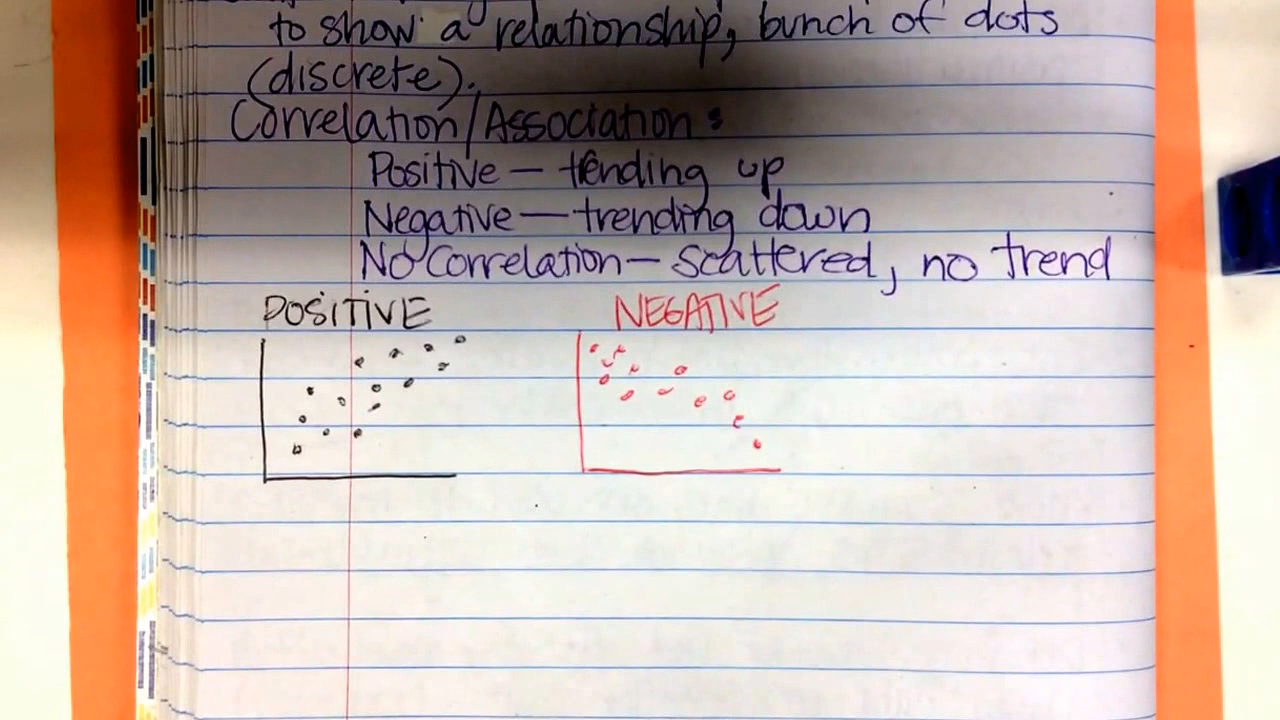 to show a relationship, bunch of dots
(discrete).
Correlation/Association:
Positive – trending up
Negative – trending down
No Correlation – scattered, no trend
POSITIVE NEGATIVE